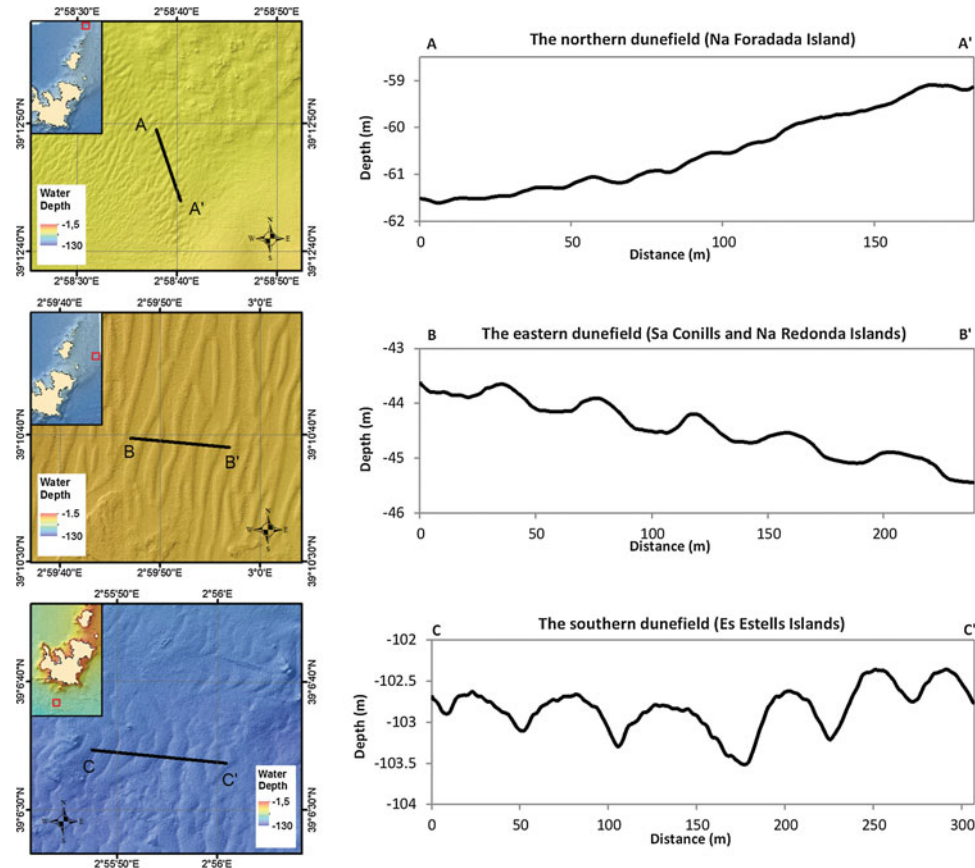 2°58'30"E 2°58'40"E 2°58'50"E
39°12'50"N 39°12'50"N
39°12'40"N 39°12'40"N
A
A'
Water
Depth
-1,5
-130
N
W E
S
2°58'30"E 2°58'40"E 2°58'50"E
A The northern dunefield (Na Foradada Island) A'
Depth (m)
-59
-60
-61
-62
0 50 100 150
Distance (m)
2°59'40"E 2°59'50"E 3°0'E
39°10'40"N 39°10'40"N
39°10'30"N 39°10'30"N
B B'
Water
Depth
-1,5
-130
N
W E
S
2°59'40"E 2°59'50"E 3°0'E
B The eastern dunefield (Sa Conills and Na Redonda Islands) B'
Depth (m)
-43
-44
-45
-46
0 50 100 150 200
Distance (m)
2°55'50"E 2°56'E
39°6'40"N 39°6'40"N
39°6'30"N 39°6'30"N
C C'
Water
Depth
-1,5
-130
N
W E
S
2°55'50"E 2°56'E
C The southern dunefield (Es Estells Islands) C'
Depth (m)
-102
-102.5
-103
-103.5
-104
0 50 100 150 200 250 300
Distance (m)